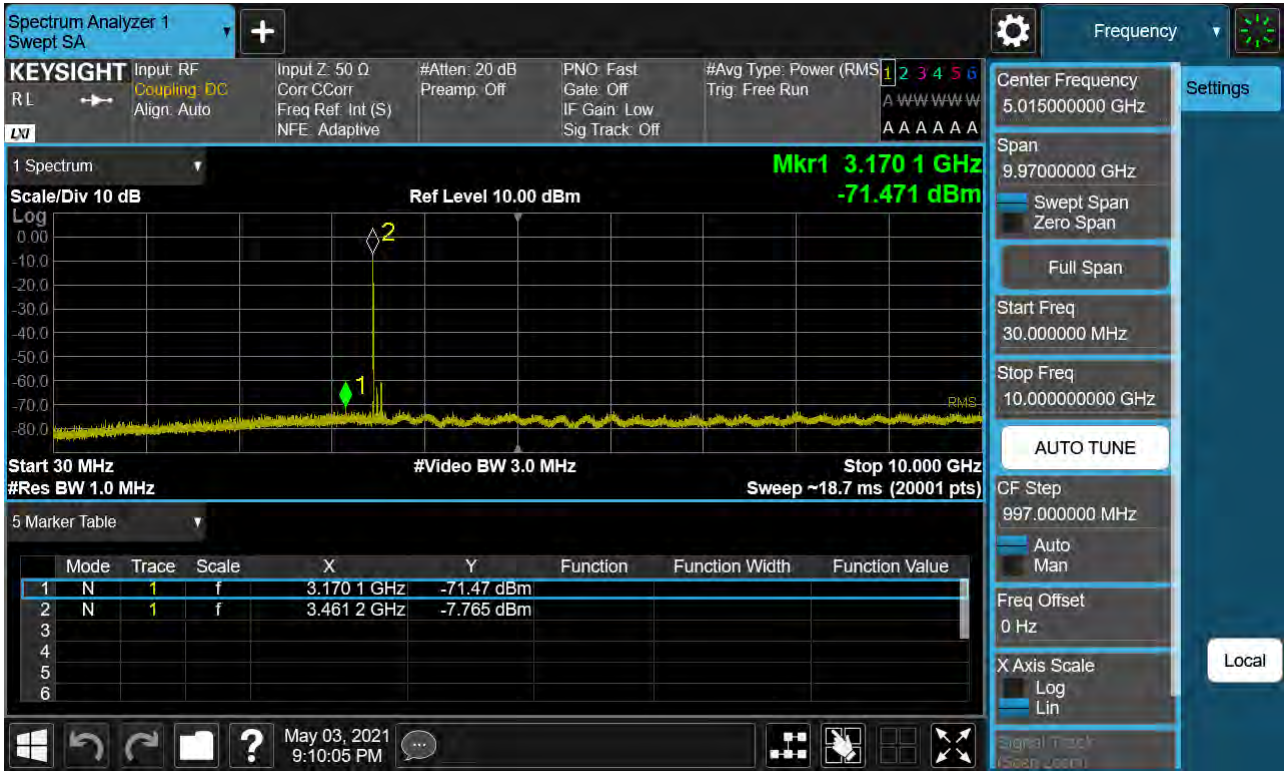 Spectrum Analyzer 1
Swept SA
+
Frequency
KEYSIGHT
RL
LXI
Input: RF
Coupling: DC
Align: Auto
Input Z: 50 Ω
Corr CCorr
Freq Ref: Int (S)
NFE: Adaptive
#Atten: 20 dB
Preamp: Off
PNO: Fast
Gate: Off
IF Gain: Low
Sig Track: Off
#Avg Type: Power (RMS
Trig: Free Run
1 2 3 4 5 6
A W W W W W
A A A A A A
1 Spectrum
Mkr1 3.170 1 GHz
Scale/Div 10 dB
Ref Level 10.00 dBm
-71.471 dBm
Log
0.00
-10.0
-20.0
-30.0
-40.0
-50.0
-60.0
-70.0
-80.0
2
1
RMS
Start 30 MHz
#Video BW 3.0 MHz
Stop 10.000 GHz
#Res BW 1.0 MHz
Sweep ~18.7 ms (20001 pts)
5 Marker Table
Mode Trace Scale X Y Function Function Width Function Value
1 N 1 f 3.170 1 GHz -71.47 dBm
2 N 1 f 3.461 2 GHz -7.765 dBm
3
4
5
6
?
May 03, 2021
9:10:05 PM
Center Frequency
5.015000000 GHz
Settings
Span
9.97000000 GHz
Swept Span
Zero Span
Full Span
Start Freq
30.000000 MHz
Stop Freq
10.000000000 GHz
AUTO TUNE
CF Step
997.000000 MHz
Auto
Man
Freq Offset
0 Hz
X Axis Scale
Log
Lin
Local
Signal Track
(Span Zoom)